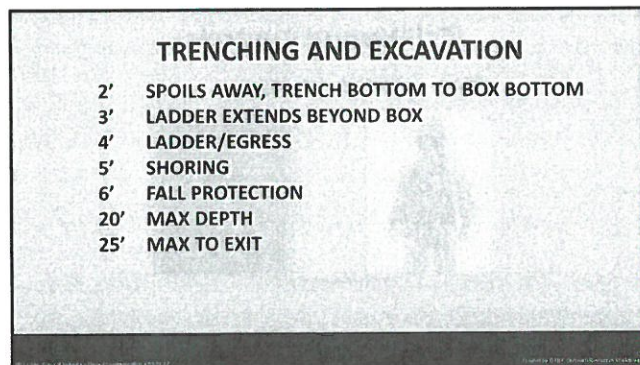 TRENCHING AND EXCAVATION
2' SPOILS AWAY, TRENCH BOTTOM TO BOX BOTTOM
3' LADDER EXTENDS BEYOND BOX
4' LADDER/EGRESS
5' SHORING
6' FALL PROTECTION
20' MAX DEPTH
25' MAX TO EXIT